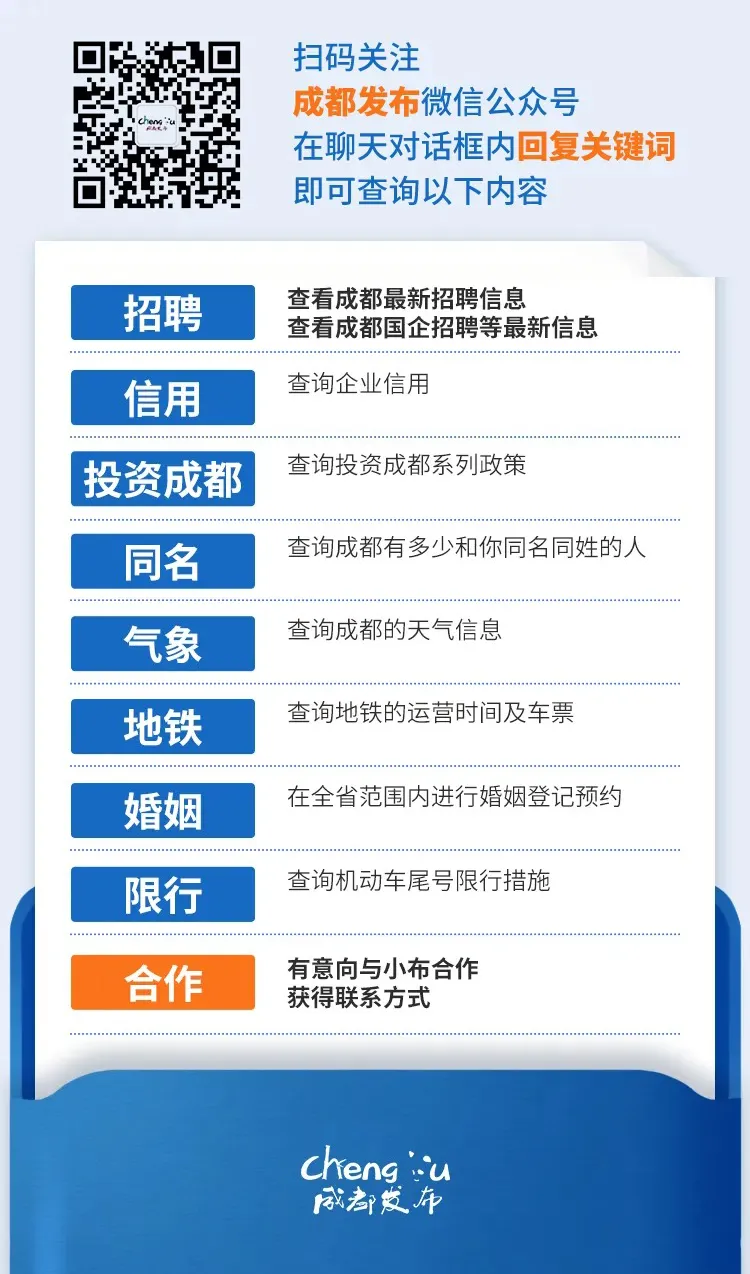 扫码关注
成都发布微信公众号
在聊天对话框内回复关键词
即可查询以下内容
招聘
查看成都最新招聘信息
查看成都国企招聘等最新信息
信用
查询企业信用
投资成都
查询投资成都系列政策
同名
查询成都有多少和你同名同姓的人
气象
查询成都的天气信息
地铁
查询地铁的运营时间及车票
婚姻
在全省范围内进行婚姻登记预约
限行
查询机动车尾号限行措施
合作
有意向与小布合作
获得联系方式
Cheng Du
成都发布